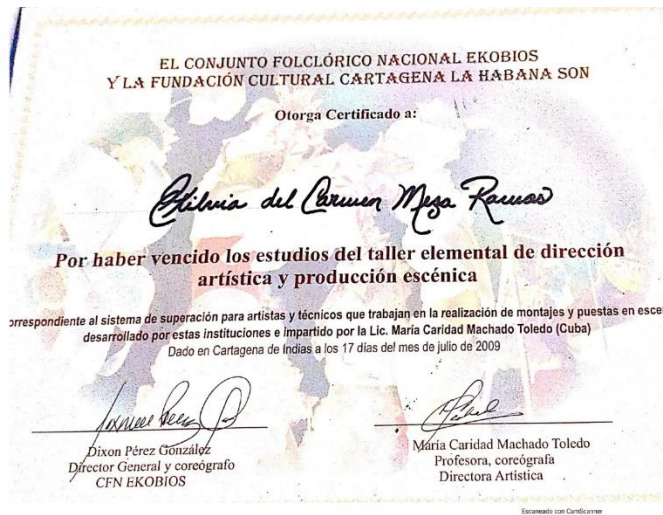 EL CONJUNTO FOLCLÓRICO NACIONAL EKOBIOS
Y LA FUNDACIÓN CULTURAL CARTAGENA LA HABANA SON
Otorga Certificado a:
del Carmen Meza Ramos
Por haber vencido los estudios del taller elemental de dirección
artística y producción escénica
orrespondiente al sistema de superación para artistas y técnicos que trabajan en la realización de montajes y puestas en esce
desarrollado por estas instituciones e impartido por la Lic. María Caridad Machado Toledo (Cuba)
Dado en Cartagena de Indias a los 17 días del mes de julio de 2009
Dixon Pérez González
Director General y coreógrafo
CFN EKOBIOS
María Caridad Machado Toledo
Profesora, coreógrafa
Directora Artística
Escaneado con CamScanner